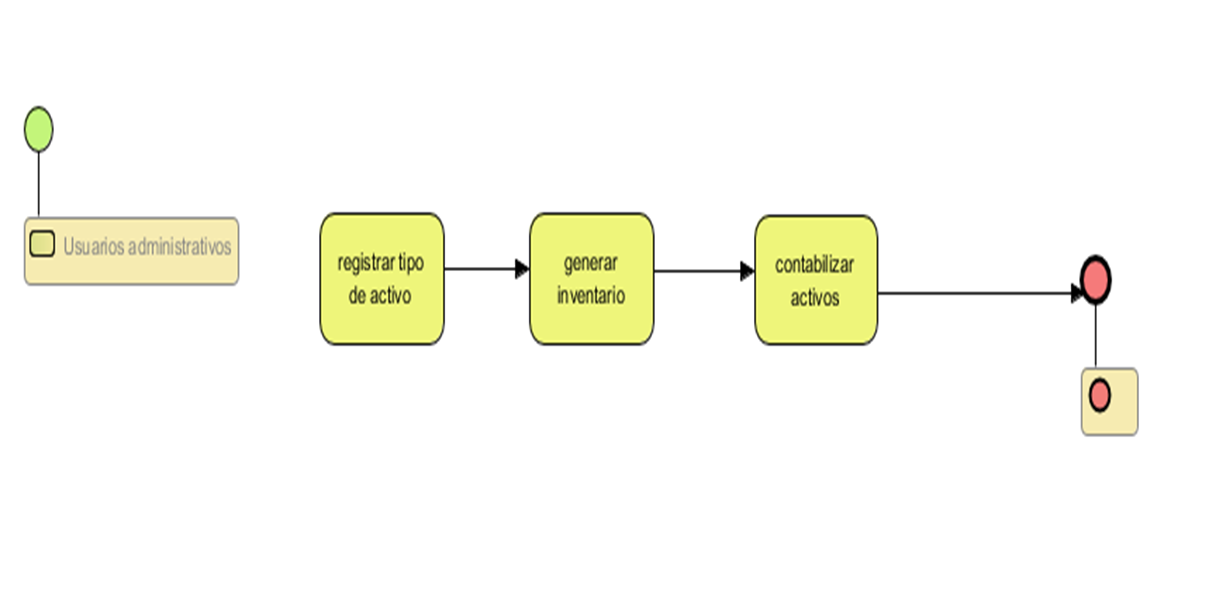 Usuarios administrativos
registrar tipo
de activo
generar
inventario
contabilizar
activos